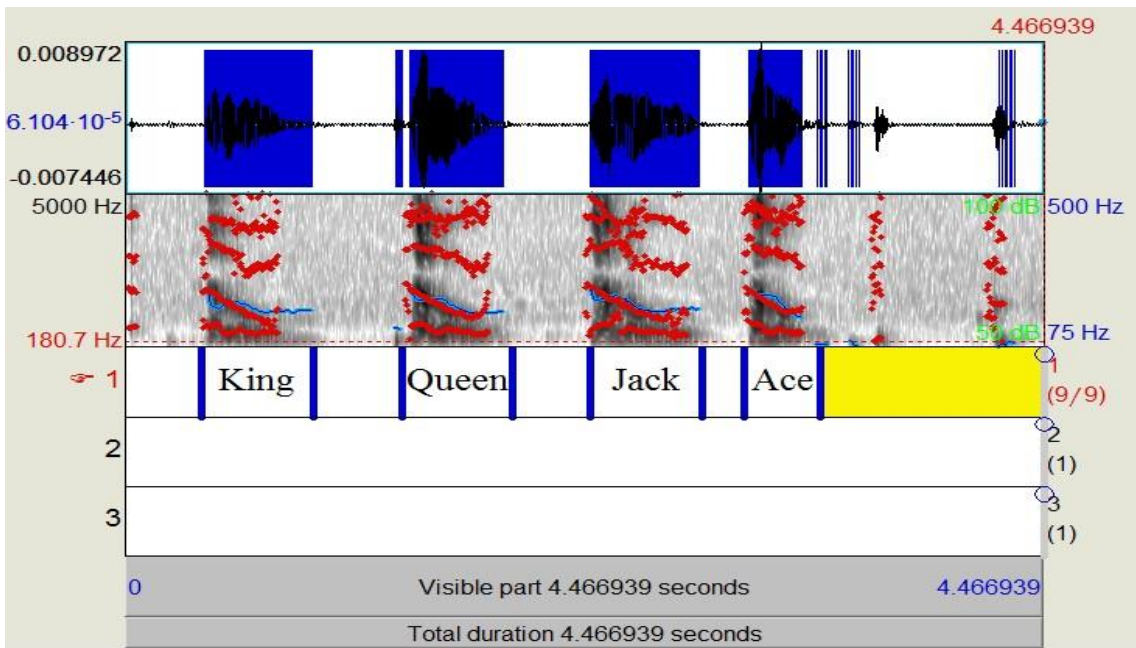 4.466939
0.008972
6.104·10-5
-0.007446
5000 Hz 100 dB 500 Hz
180.7 Hz 50 dB 75 Hz
☞ 1 King Queen Jack Ace 1
(9/9)
2 2
(1)
3 3
(1)
0 Visible part 4.466939 seconds 4.466939
Total duration 4.466939 seconds